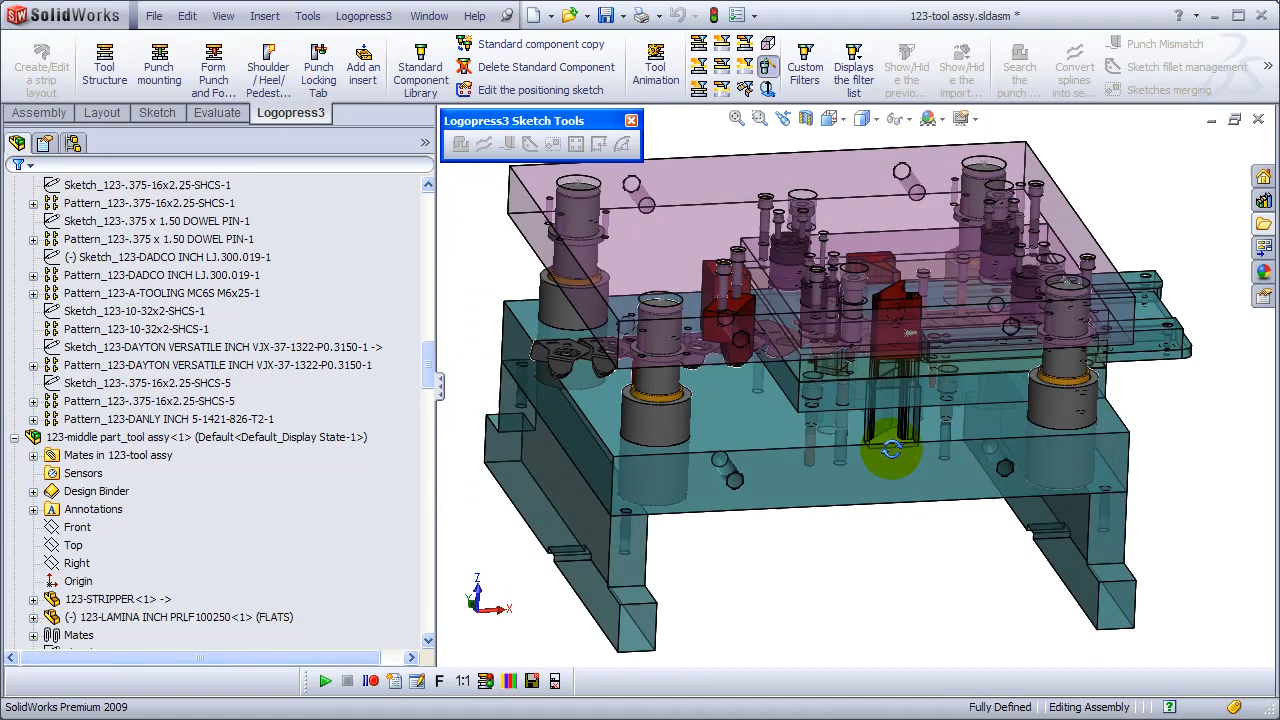 SolidWorks File Edit View Insert Tools Logopress3 Window Help 123-tool assy.sldasm *
Create/Edit a strip layout
Tool Structure
Punch mounting
Form Punch and Fo...
Shoulder / Heel/ Pedest...
Punch Locking Tab
Add an insert
Standard Component Library
Standard component copy
Delete Standard Component
Edit the positioning sketch
Tool Animation
Custom Filters
Displays the filter list
Show/Hid e the previo...
Show/Hid e the import...
Search the punch ...
Convert splines into se...
Punch Mismatch
Sketch fillet management
Sketches merging
Assembly Layout Sketch Evaluate Logopress3
Logopress3 Sketch Tools
Sketch_123-.375-16x2.25-SHCS-1
Pattern_123-.375-16x2.25-SHCS-1
Sketch_123-.375 x 1.50 DOWEL PIN-1
Pattern_123-.375 x 1.50 DOWEL PIN-1
(-) Sketch_123-DADCO INCH LJ.300.019-1
Pattern_123-DADCO INCH LJ.300.019-1
Pattern_123-A-TOOLING MC6S M6x25-1
Sketch_123-10-32x2-SHCS-1
Pattern_123-10-32x2-SHCS-1
Sketch_123-DAYTON VERSATILE VJX-37-1322-P0.3150-1 ->
Pattern_123-DAYTON VERSATILE VJX-37-1322-P0.3150-1
Sketch_123-.375-16x2.25-SHCS-5
Pattern_123-.375-16x2.25-SHCS-5
Pattern_123-DANLY INCH 5-1421-826-T2-1
123-middle part_tool assy<1> (Default<Default_Display State-1>)
Mates in 123-tool assy
Sensors
Design Binder
Annotations
Front
Top
Right
Origin
123-STRIPPER<1> ->
(-) 123-LAMINA INCH PRLF100250<1> (FLATS)
Mates
Z
Y
X
F 1:1
SolidWorks Premium 2009 Fully Defined Editing Assembly